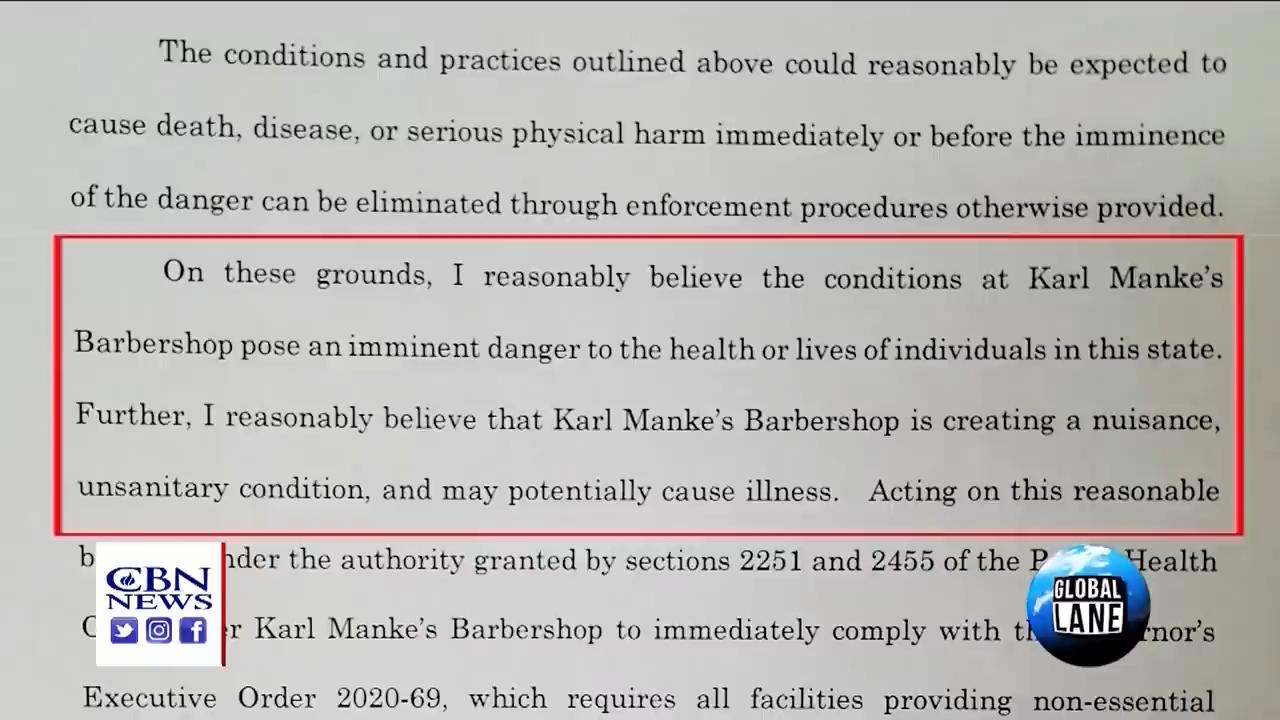 The conditions and practices outlined above could reasonably be expected to
cause death, disease, or serious physical harm immediately or before the imminence
of the danger can be eliminated through enforcement procedures otherwise provided.
On these grounds, I reasonably believe the conditions at Karl Manke's
Barbershop pose an imminent danger to the health or lives of individuals in this state.
Further, I reasonably believe that Karl Manke's Barbershop is creating a nuisance,
unsanitary condition, and may potentially cause illness. Acting on this reasonable
the authority granted by sections 2251 and 2455 of the
Karl Manke's Barbershop to immediately comply with
Executive Order 2020-69, which requires all facilities providing non-essential
CBN
NEWS
GLOBAL
LANE